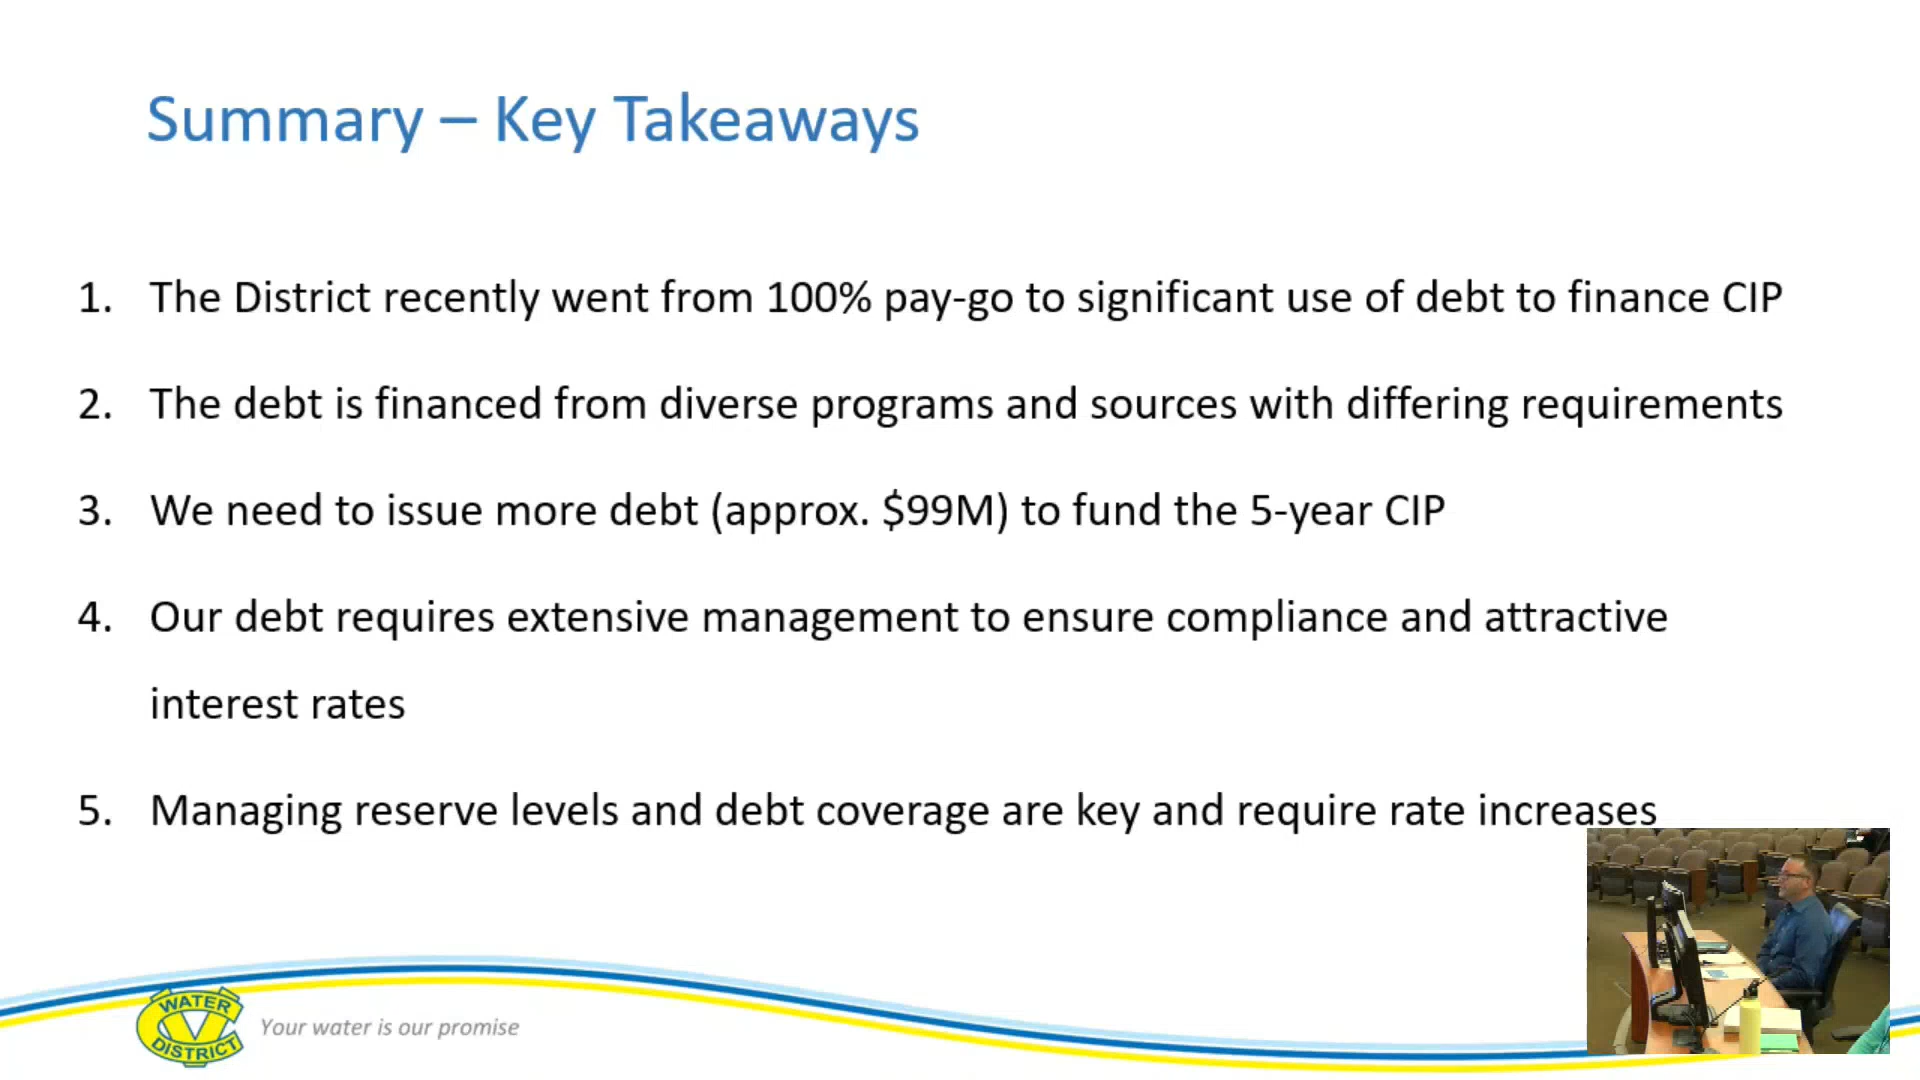 Summary – Key Takeaways
1. The District recently went from 100% pay-go to significant use of debt to finance CIP
2. The debt is financed from diverse programs and sources with differing requirements
3. We need to issue more debt (approx. $99M) to fund the 5-year CIP
4. Our debt requires extensive management to ensure compliance and attractive
interest rates
5. Managing reserve levels and debt coverage are key and require rate increases
WATER
CV
DISTRICT
Your water is our promise